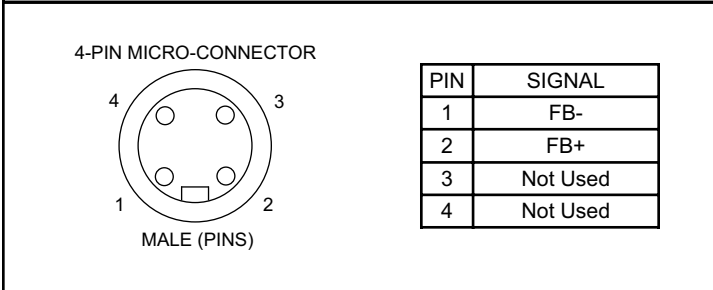 4-PIN MICRO-CONNECTOR
4 3
1 2
MALE (PINS)
PIN SIGNAL
1 FB-
2 FB+
3 Not Used
4 Not Used